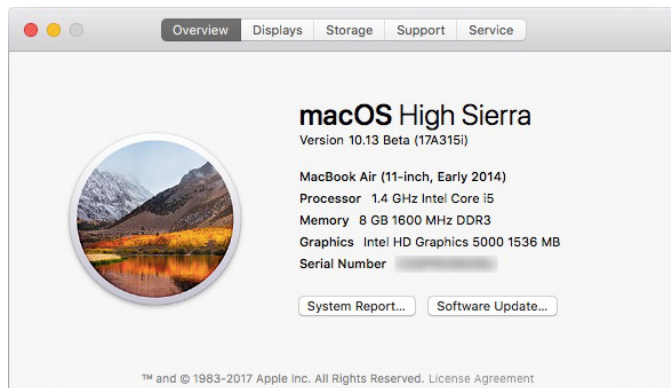 Overview Displays Storage Support Service
macOS High Sierra
Version 10.13 Beta (17A315i)
MacBook Air (11-inch, Early 2014)
Processor 1.4 GHz Intel Core i5
Memory 8 GB 1600 MHz DDR3
Graphics Intel HD Graphics 5000 1536 MB
Serial Number
System Report... Software Update...
™ and © 1983-2017 Apple Inc. All Rights Reserved. License Agreement